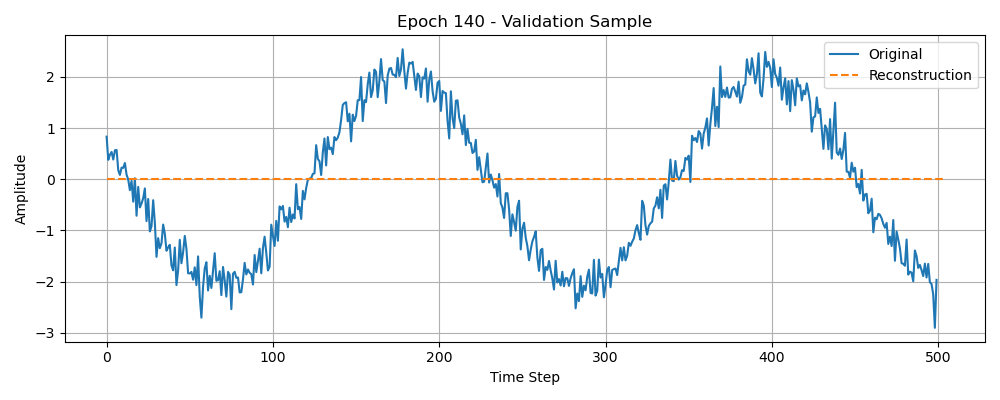 Epoch 140 - Validation Sample
Original
Reconstruction
Amplitude
2
1
0
−1
−2
−3
0 100 200 300 400 500
Time Step